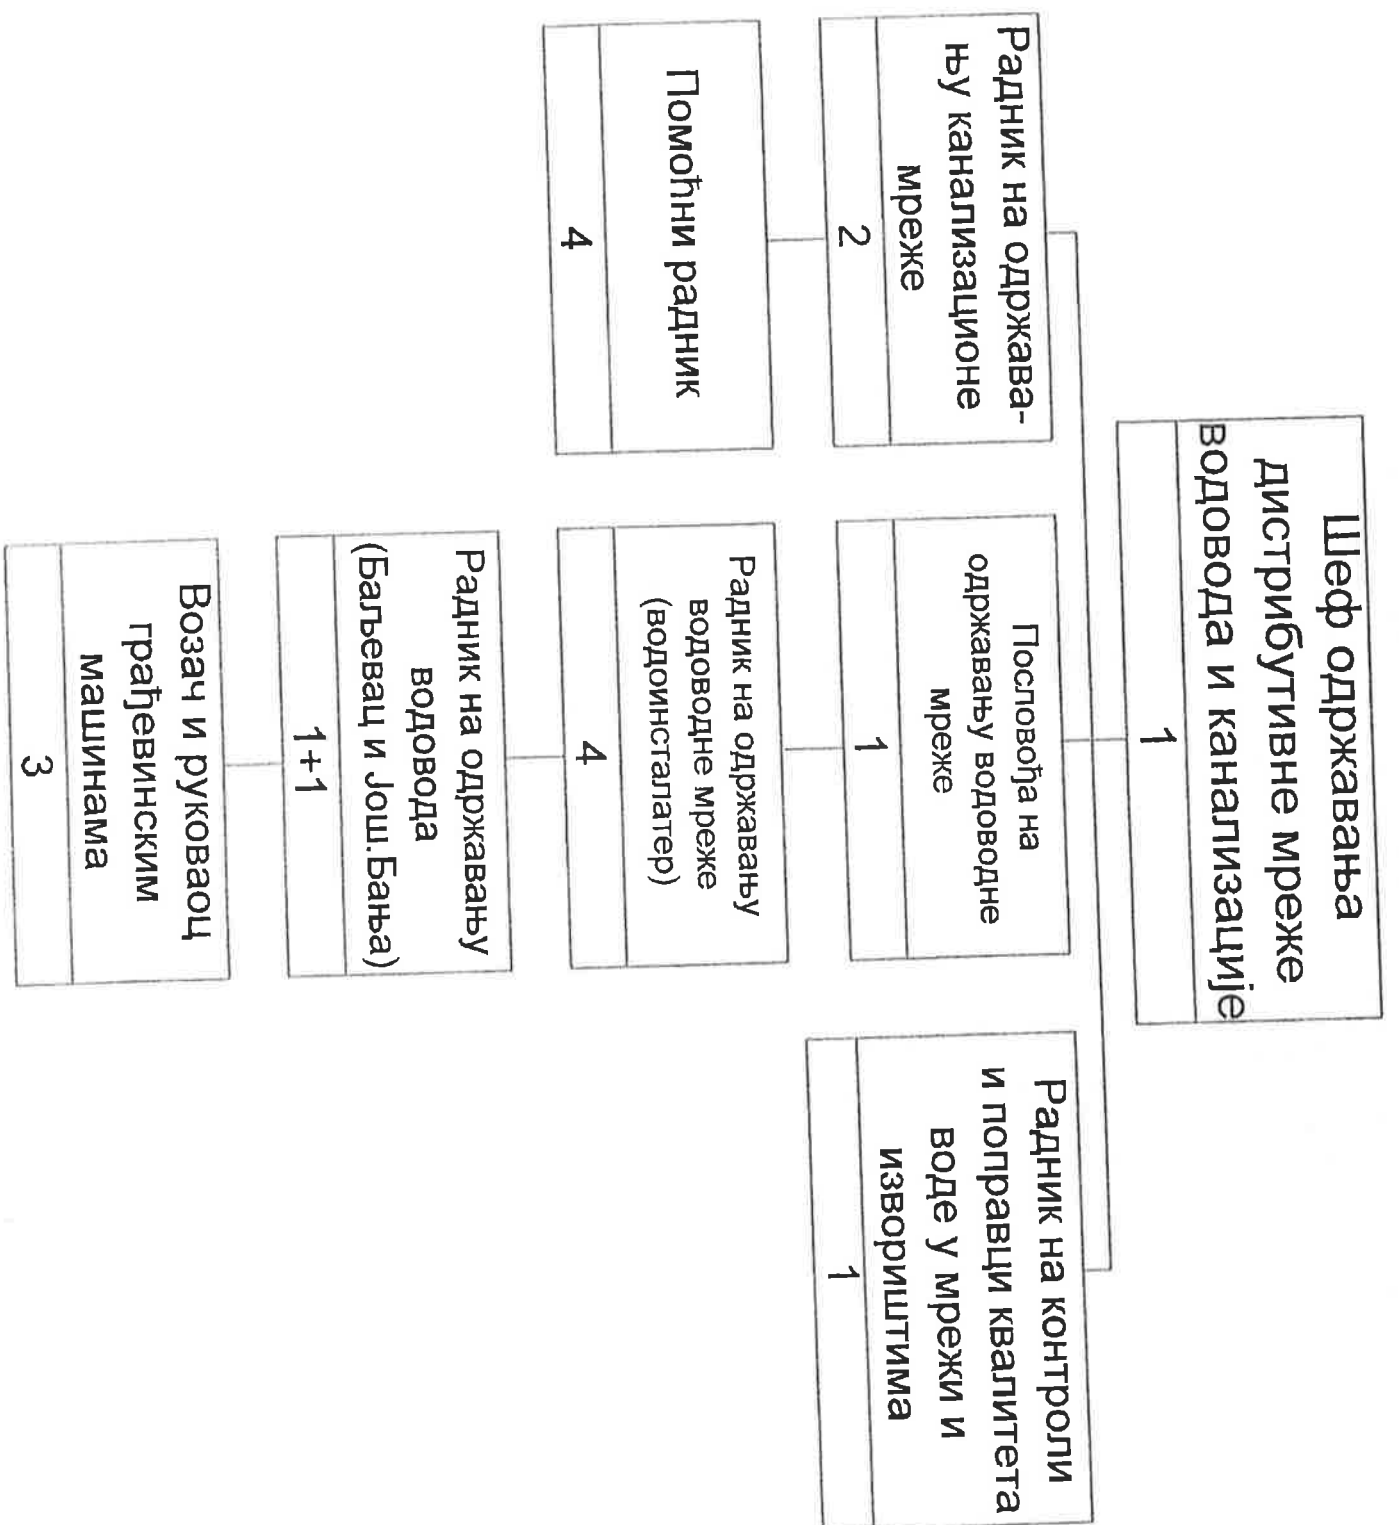 Шеф одржавања
дистрибутивне мреже
водовода и канализације
1
Радник на одржава-
њу канализационе
мреже
2
Помоћни радник
4
Пословођа на
одржавању водоводне
мреже
1
Радник на одржавању
водоводне мреже
(водоинсталатер)
4
Радник на одржавању
водовода
(Баљевац и Још.Бања)
1+1
Возач и руковаоц
грађевинским
машинама
3
Радник на контроли
и поправци квалитета
воде у мрежи и
извориштима
1